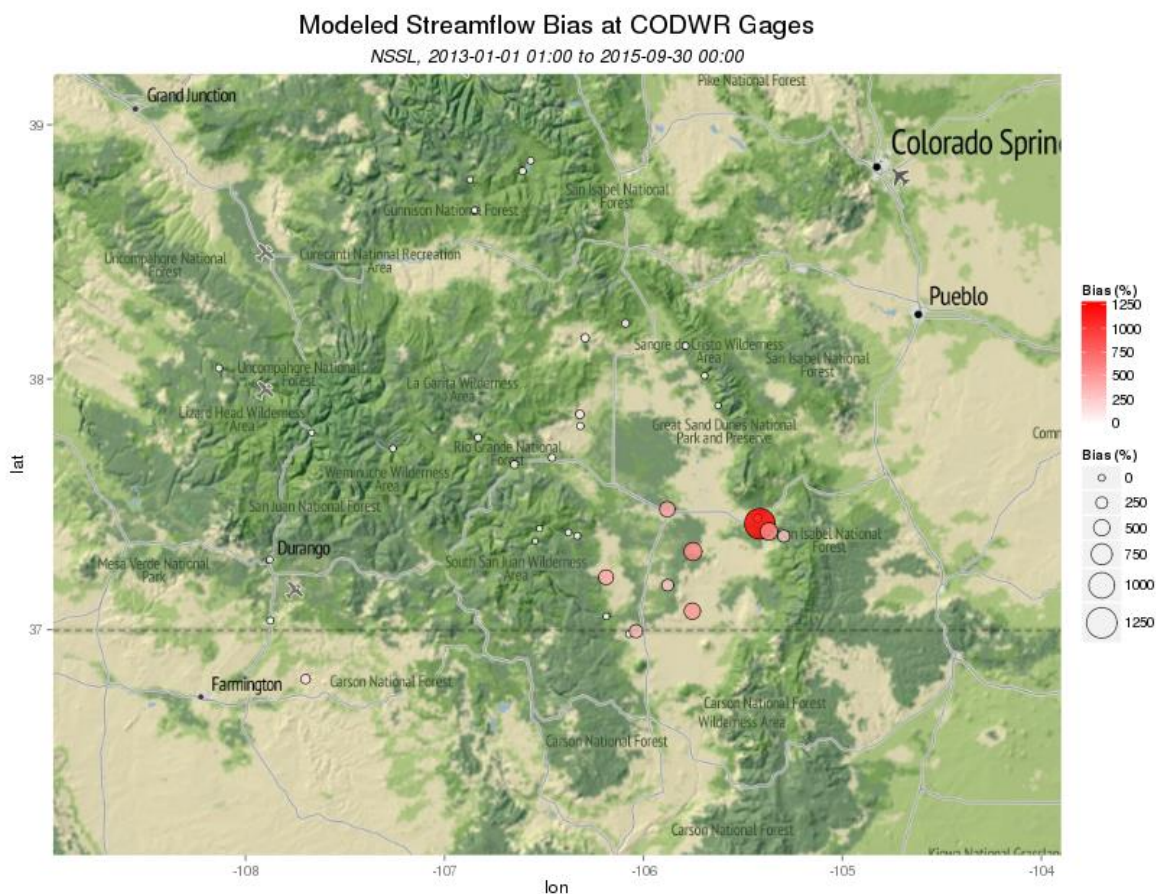 Modeled Streamflow Bias at CODWR Gages
NSSL, 2013-01-01 01:00 to 2015-09-30 00:00
Pike National Forest
Grand Junction
39
Colorado Sprin
San Isabel National
Forest
Gunnison National Forest
Uncompahgre National
Forest
Curecanti National Recreation
Area
Pueblo
Sangre de Cristo Wilderness
Area
San Isabel National
Forest
38
Uncompahgre National
Forest
La Garita Wilderness
Area
Lizard Head Wilderness
Area
Great Sand Dunes National
Park and Preserve
Rio Grande National
Forest
Weminuche Wilderness
Area
San Juan National Forest
an Isabel National
Forest
Durango
Mesa Verde National
Park
South San Juan Wilderness
Area
37
Farmington
Carson National Forest
Carson National Forest
Wilderness Area
Carson National Forest
Carson National Forest
Kiowa National Grasslan
lat
-108
-107
-106
-105
-104
lon
Bias (%)
1250
1000
750
500
250
0
Bias (%)
0
250
500
750
1000
1250